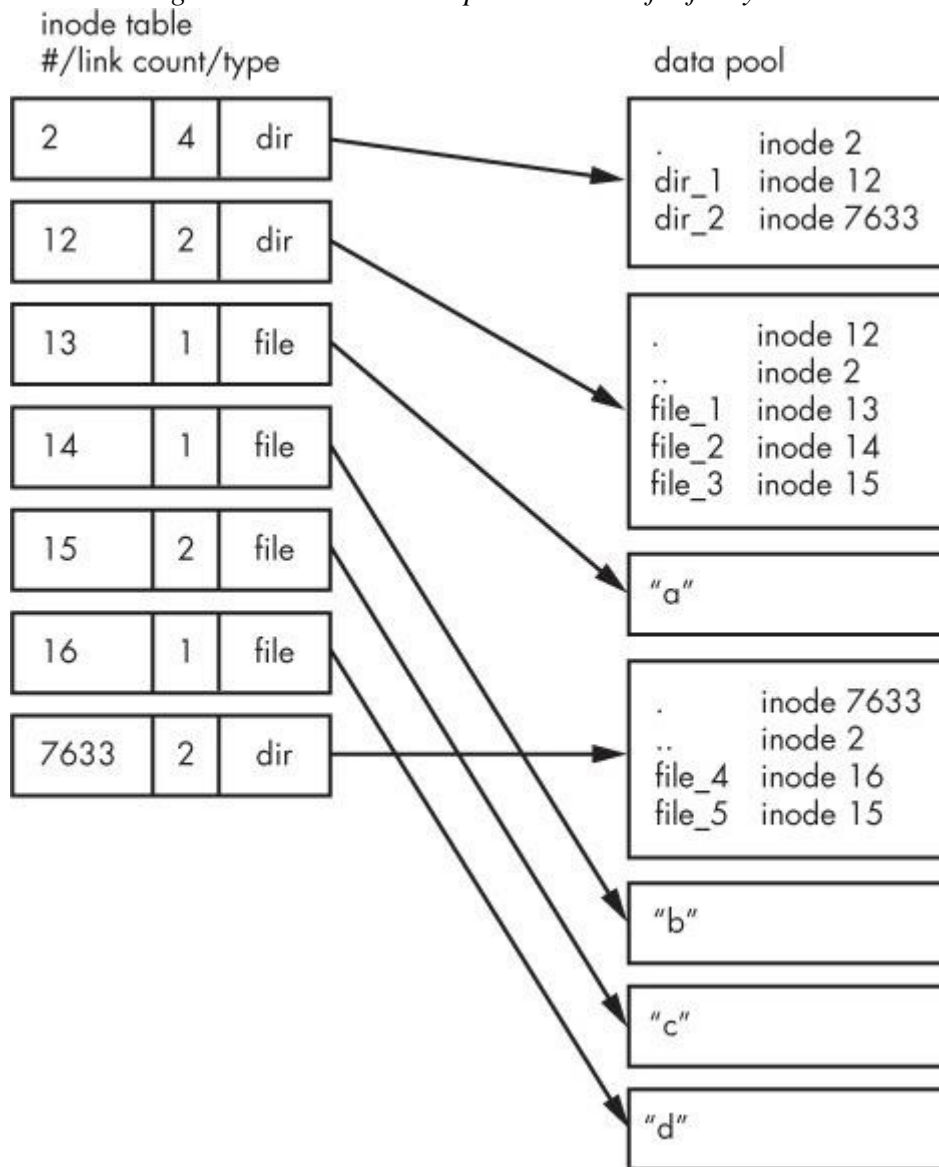 inode table
#/link count/type
data pool
2 4 dir
12 2 dir
13 1 file
14 1 file
15 2 file
16 1 file
7633 2 dir
. inode 2
dir_1 inode 12
dir_2 inode 7633
. inode 12
.. inode 2
file_1 inode 13
file_2 inode 14
file_3 inode 15
"a"
. inode 7633
.. inode 2
file_4 inode 16
file_5 inode 15
"b"
"c"
"d"